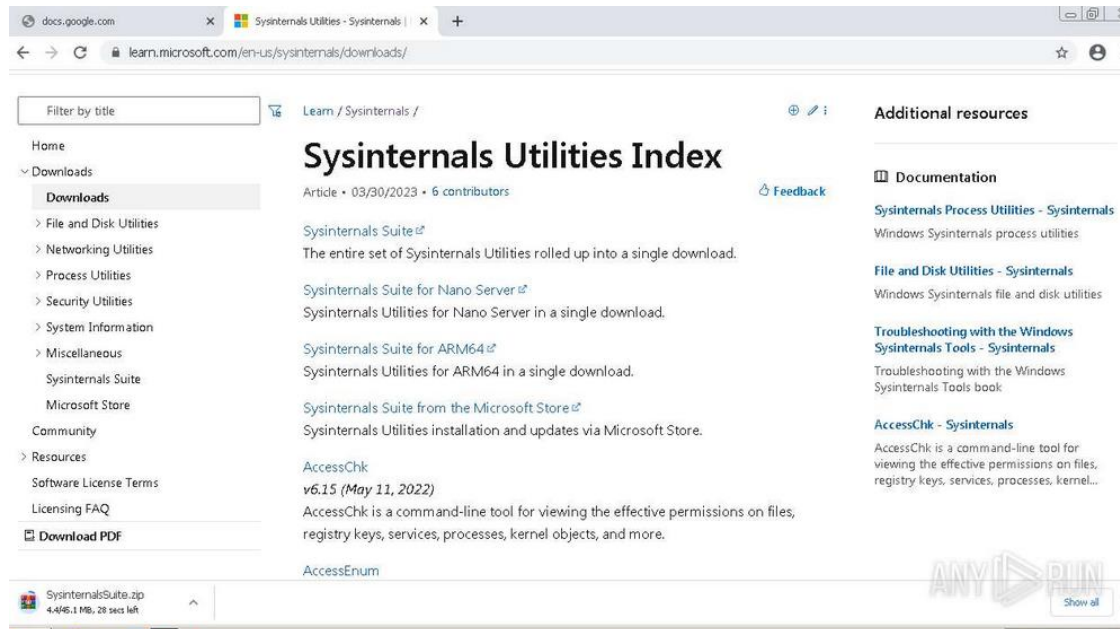 docs.google.com
Sysinternals Utilities - Sysinternals |
learn.microsoft.com/en-us/sysinternals/downloads/
Filter by title
Home
Downloads
Downloads
File and Disk Utilities
Networking Utilities
Process Utilities
Security Utilities
System Information
Miscellaneous
Sysinternals Suite
Microsoft Store
Community
Resources
Software License Terms
Licensing FAQ
Download PDF
Learn / Sysinternals /
Sysinternals Utilities Index
Article • 03/30/2023 • 6 contributors
Feedback
Sysinternals Suite
The entire set of Sysinternals Utilities rolled up into a single download.
Sysinternals Suite for Nano Server
Sysinternals Utilities for Nano Server in a single download.
Sysinternals Suite for ARM64
Sysinternals Utilities for ARM64 in a single download.
Sysinternals Suite from the Microsoft Store
Sysinternals Utilities installation and updates via Microsoft Store.
AccessChk
v6.15 (May 11, 2022)
AccessChk is a command-line tool for viewing the effective permissions on files,
registry keys, services, processes, kernel objects, and more.
AccessEnum
Additional resources
Documentation
Sysinternals Process Utilities - Sysinternals
Windows Sysinternals process utilities
File and Disk Utilities - Sysinternals
Windows Sysinternals file and disk utilities
Troubleshooting with the Windows
Sysinternals Tools - Sysinternals
Troubleshooting with the Windows
Sysinternals Tools book
AccessChk - Sysinternals
AccessChk is a command-line tool for
viewing the effective permissions on files,
registry keys, services, processes, kernel...
ANY RUN
SysinternalsSuite.zip
4.4/45.1 MB, 28 secs left
Show all